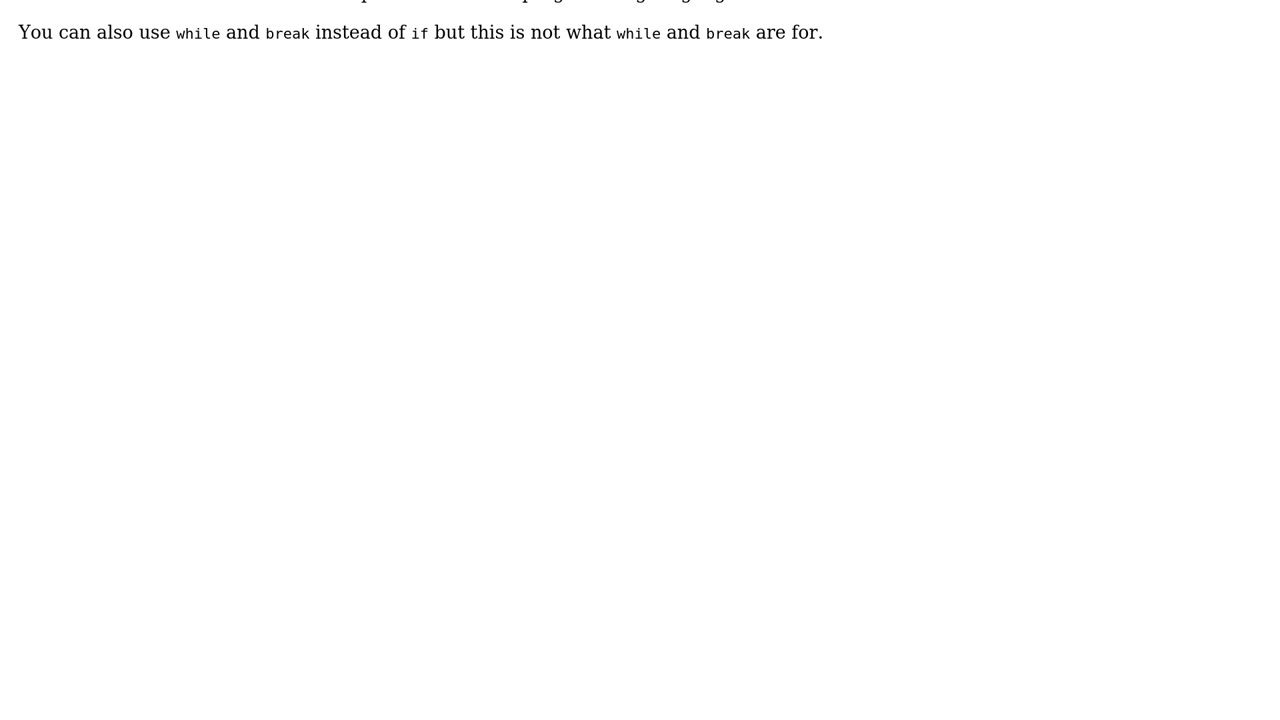 You can also use while and break instead of if but this is not what while and break are for.